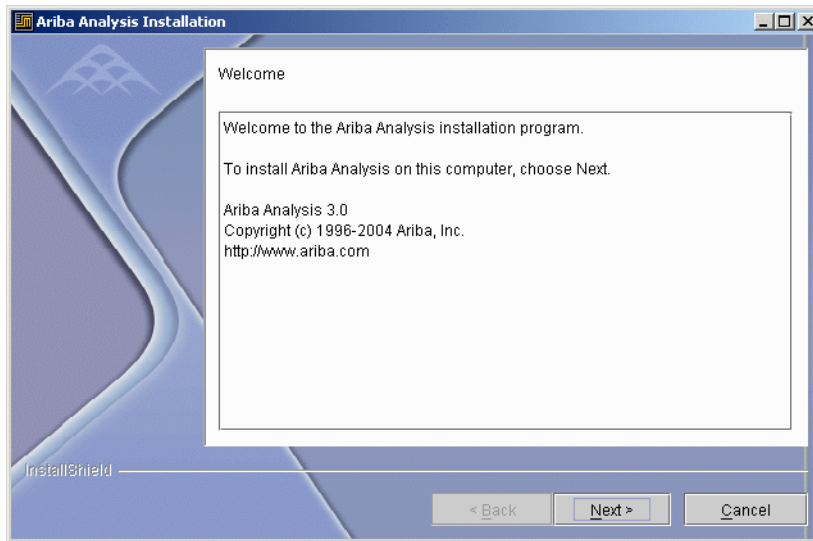 Ariba Analysis Installation
Welcome
Welcome to the Ariba Analysis installation program.
To install Ariba Analysis on this computer, choose Next.
Ariba Analysis 3.0
Copyright (c) 1996-2004 Ariba, Inc.
http://www.ariba.com
InstallShield
< Back
Next >
Cancel